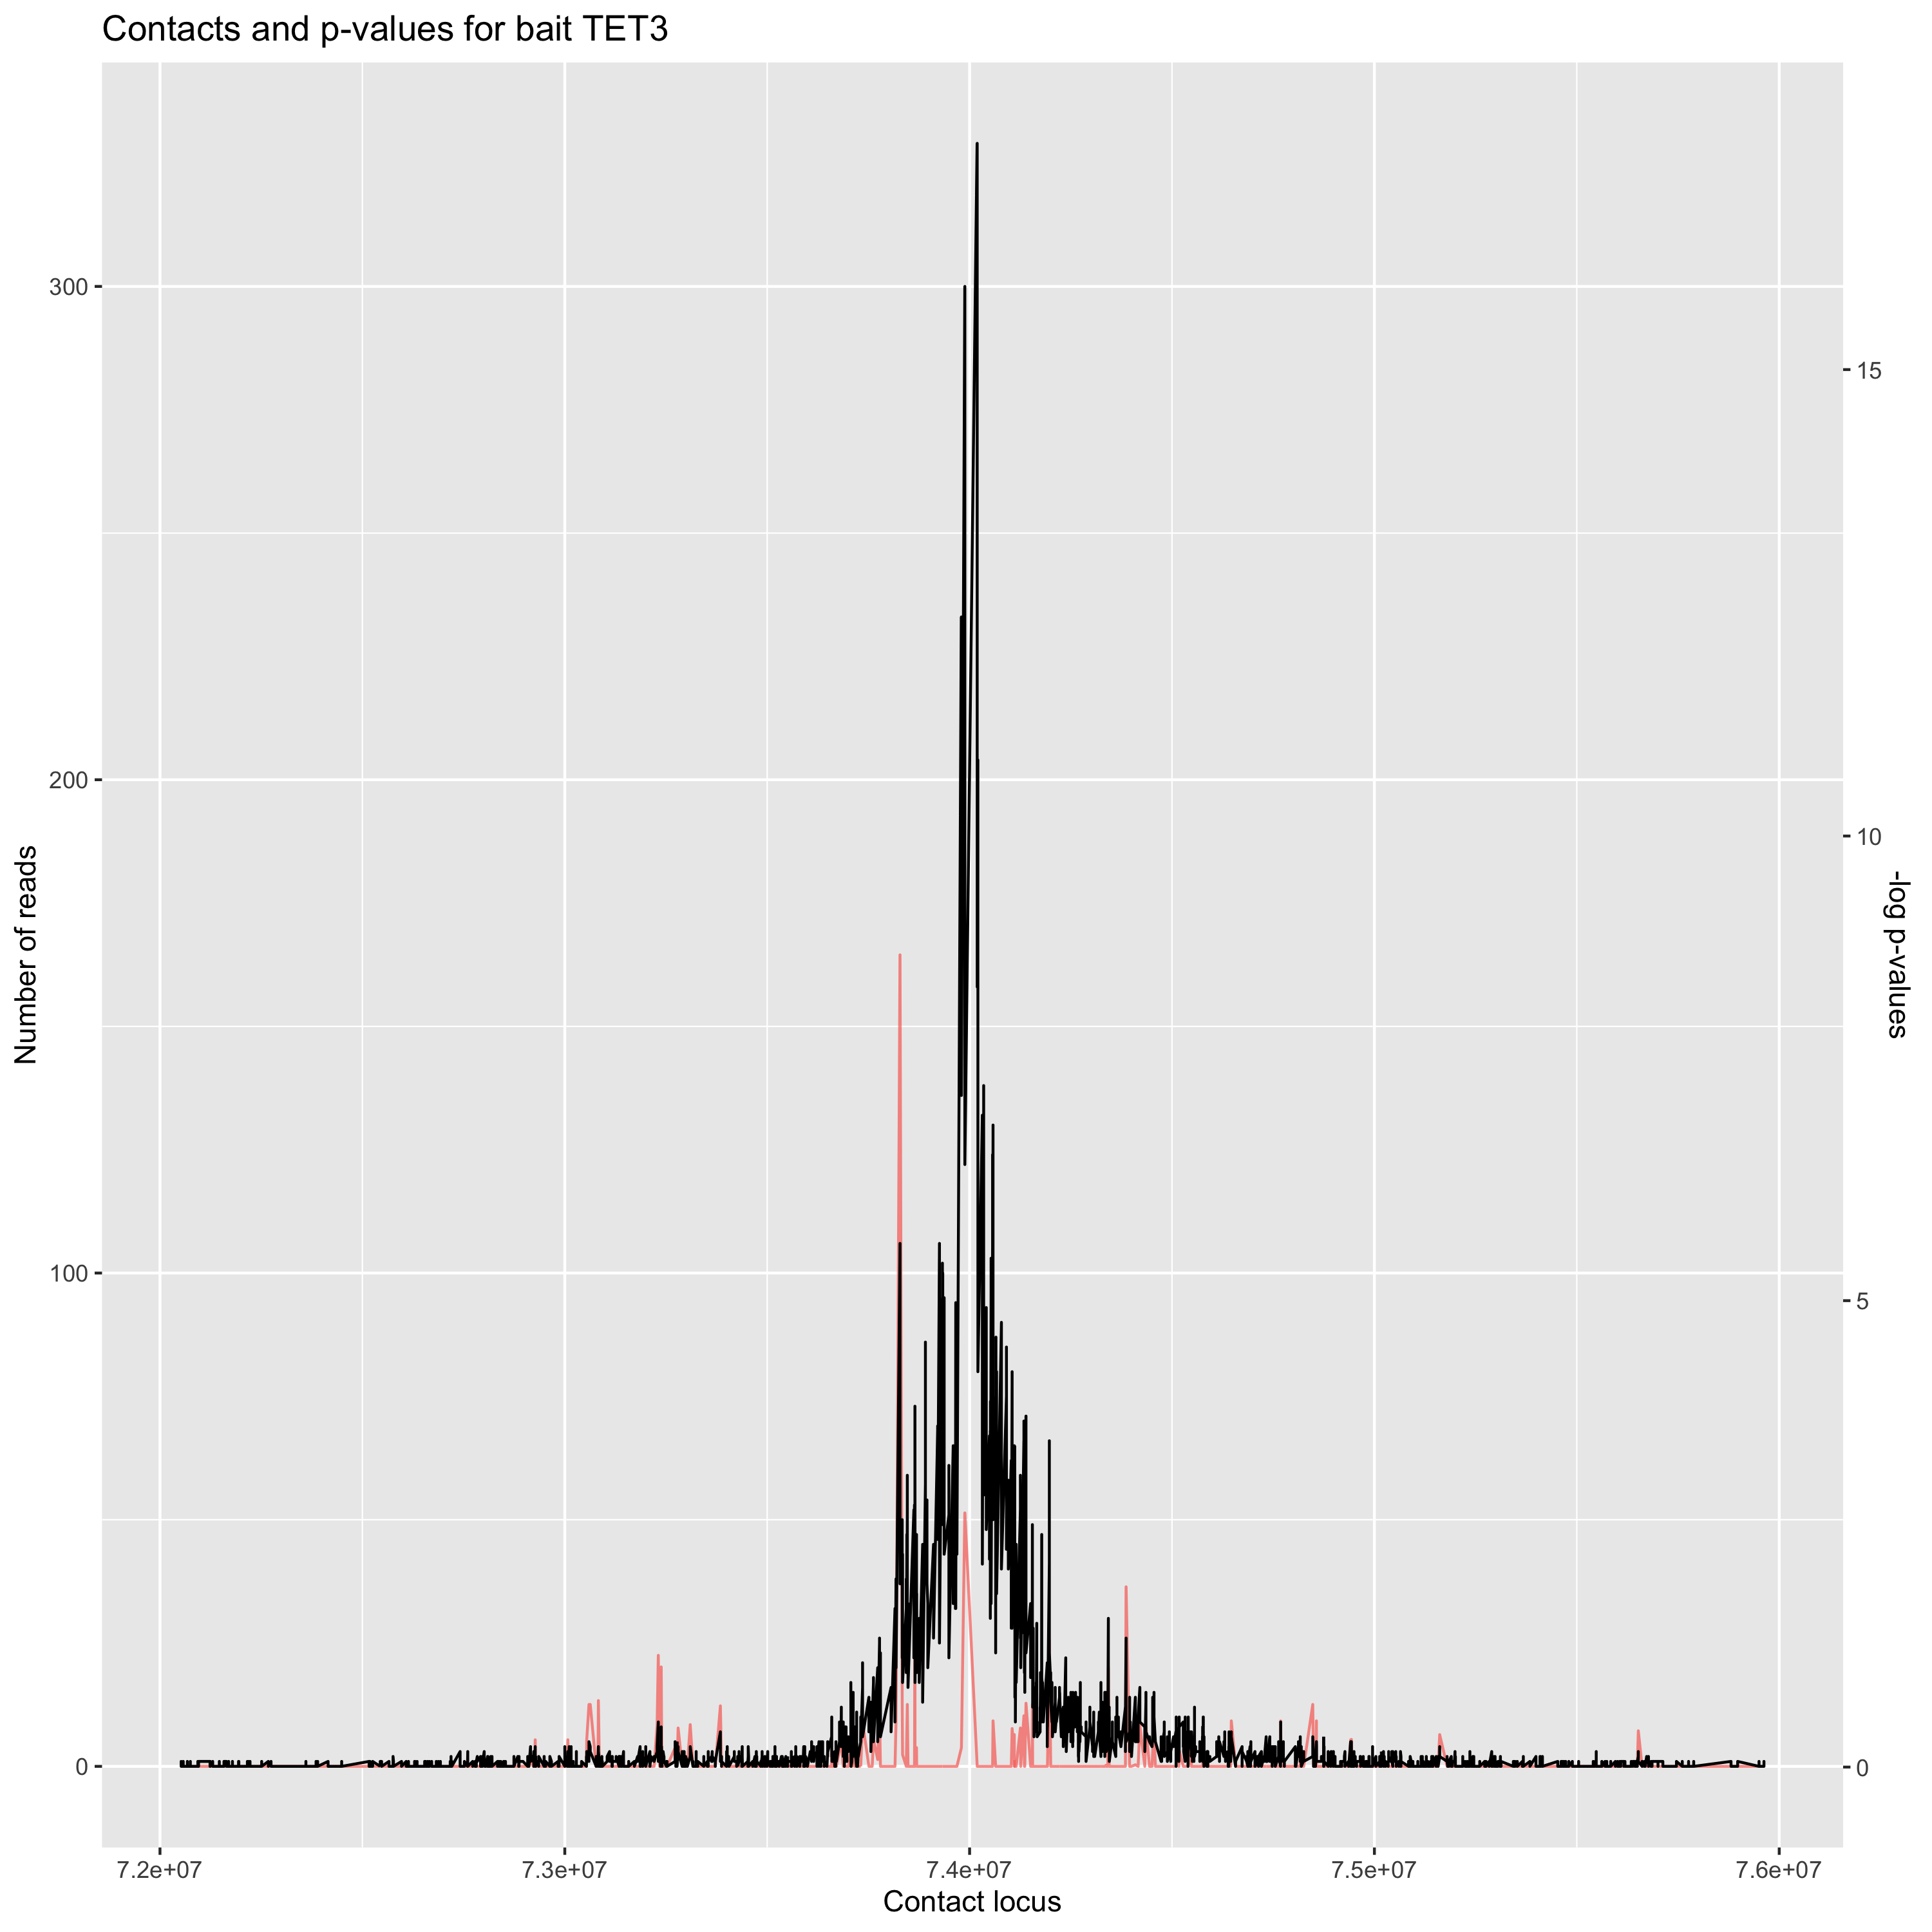 Contacts and p-values for bait TET3
300
200
100
0
Number of reads
15
10
5
0
-log p-values
7.2e+07 7.3e+07 7.4e+07 7.5e+07 7.6e+07
Contact locus